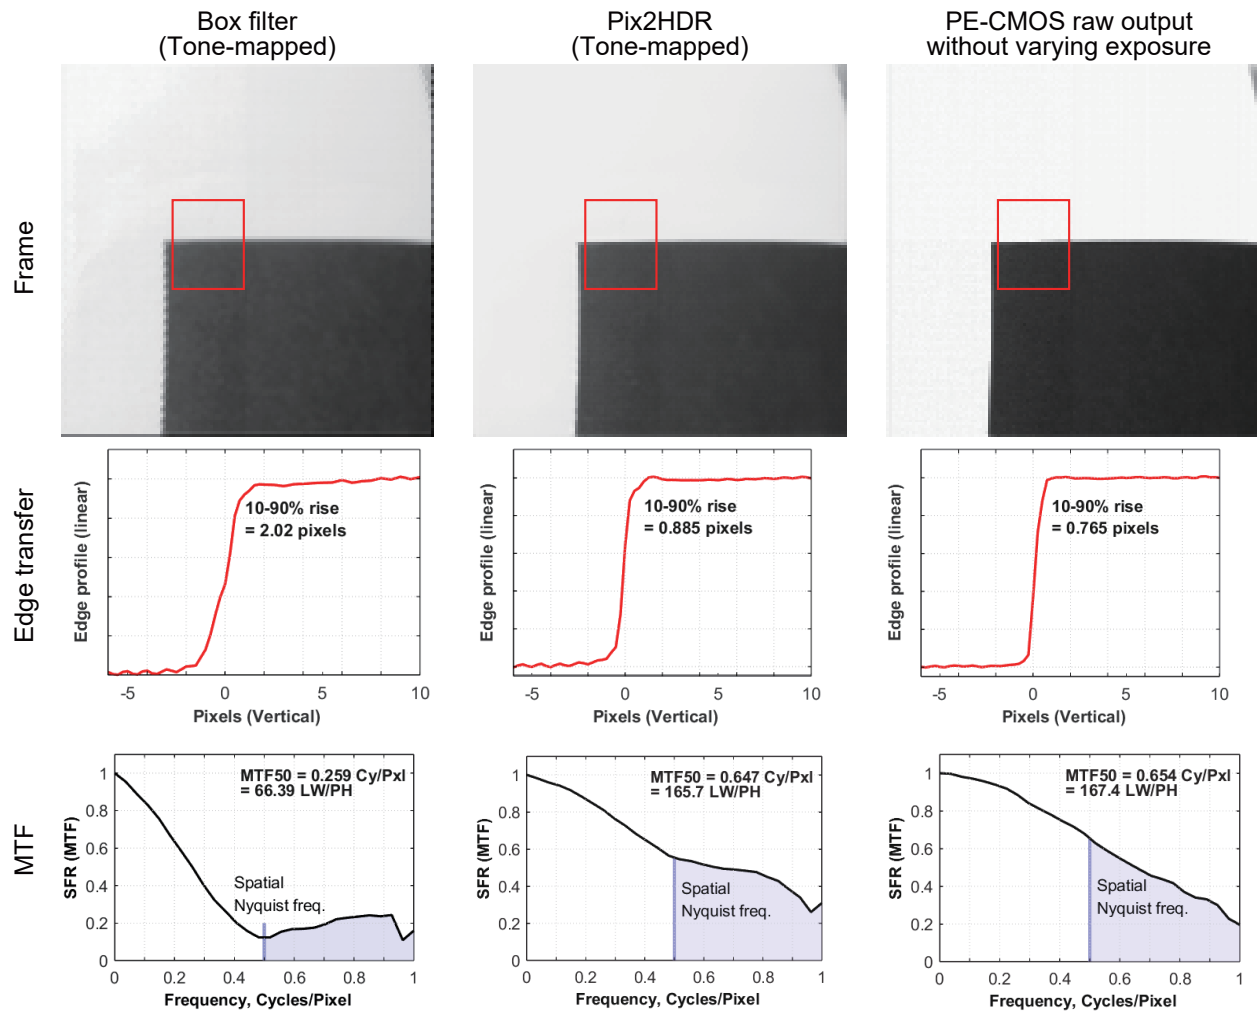 Box filter
(Tone-mapped)
Pix2HDR
(Tone-mapped)
PE-CMOS raw output
without varying exposure
Frame
Edge transfer
Edge profile (linear)
10-90% rise
= 2.02 pixels
-5 0 5 10
Pixels (Vertical)
Edge profile (linear)
10-90% rise
= 0.885 pixels
-5 0 5 10
Pixels (Vertical)
Edge profile (linear)
10-90% rise
= 0.765 pixels
-5 0 5 10
Pixels (Vertical)
MTF
SFR (MTF)
1
0.8
0.6
0.4
0.2
0
MTF50 = 0.259 Cy/Pxl
= 66.39 LW/PH
Spatial
Nyquist freq.
0 0.2 0.4 0.6 0.8 1
Frequency, Cycles/Pixel
SFR (MTF)
1
0.8
0.6
0.4
0.2
0
MTF50 = 0.647 Cy/Pxl
= 165.7 LW/PH
Spatial
Nyquist freq.
0 0.2 0.4 0.6 0.8 1
Frequency, Cycles/Pixel
SFR (MTF)
1
0.8
0.6
0.4
0.2
0
MTF50 = 0.654 Cy/Pxl
= 167.4 LW/PH
Spatial
Nyquist freq.
0 0.2 0.4 0.6 0.8 1
Frequency, Cycles/Pixel